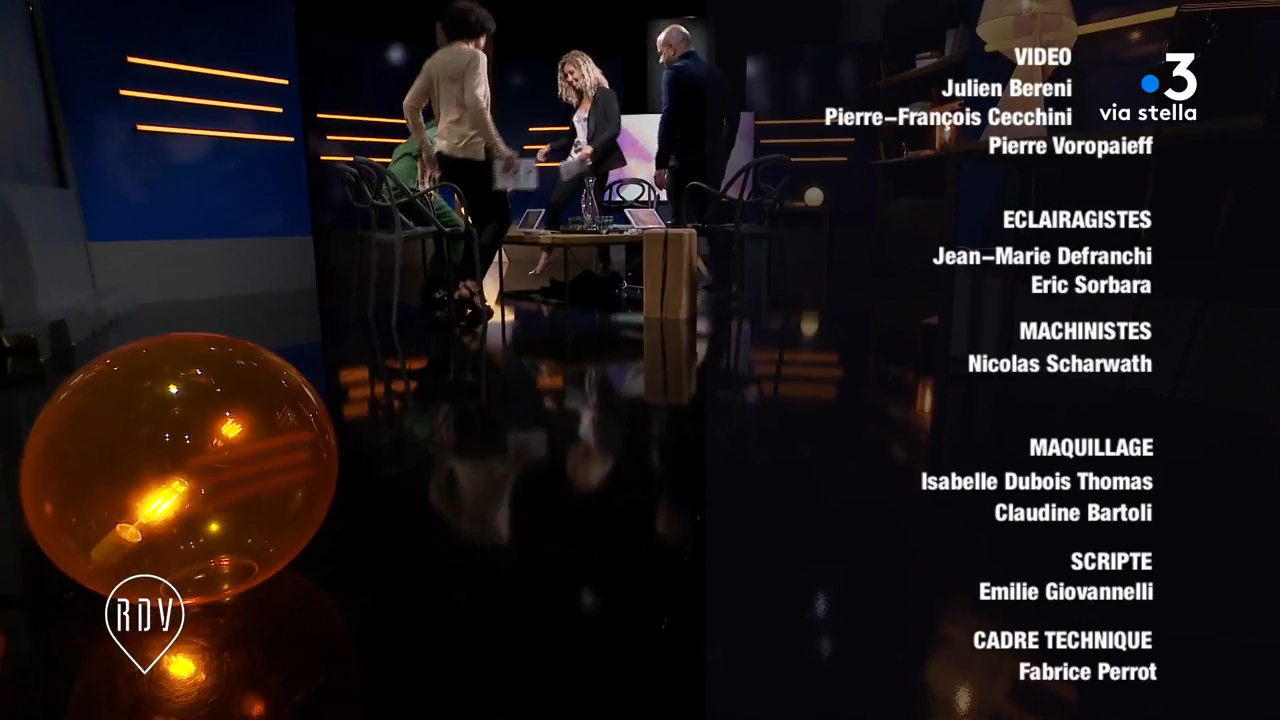 VIDEO
Julien Bereni
Pierre–François Cecchini
Pierre Voropaieff
3
via stella
ECLAIRAGISTES
Jean–Marie Defranchi
Eric Sorbara
MACHINISTES
Nicolas Scharwath
MAQUILLAGE
Isabelle Dubois Thomas
Claudine Bartoli
SCRIPTE
Emilie Giovannelli
CADRE TECHNIQUE
Fabrice Perrot
RDV